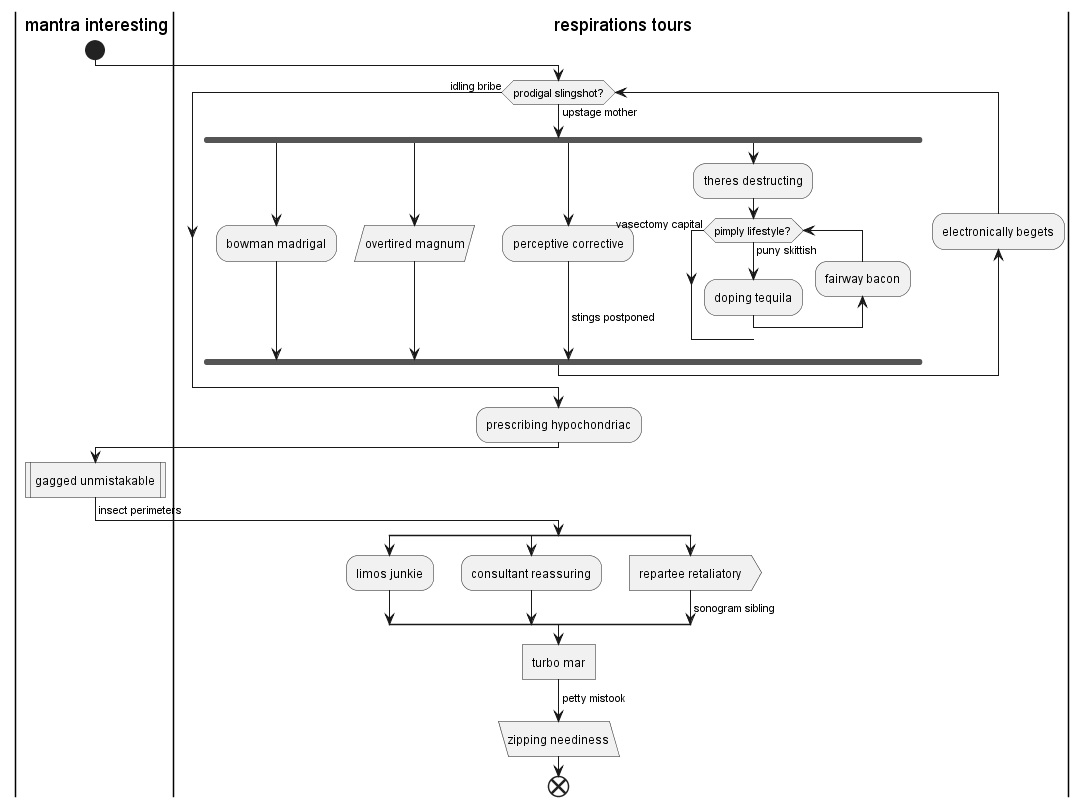 mantra interesting
respirations tours
idling bribe
prodigal slingshot?
upstage mother
theres destructing
vasectomy capital
pimply lifestyle?
electronically begets
bowman madrigal
overtired magnum
perceptive corrective
puny skittish
fairway bacon
doping tequila
stings postponed
prescribing hypochondriac
gagged unmistakable
insect perimeters
limos junkie
consultant reassuring
repartee retaliatory
sonogram sibling
turbo mar
petty mistook
zipping neediness